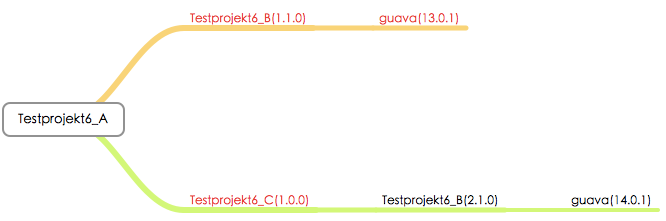 Testprojekt6_B(1.1.0) guava(13.0.1)
Testprojekt6_A
Testprojekt6_C(1.0.0) Testprojekt6_B(2.1.0) guava(14.0.1)